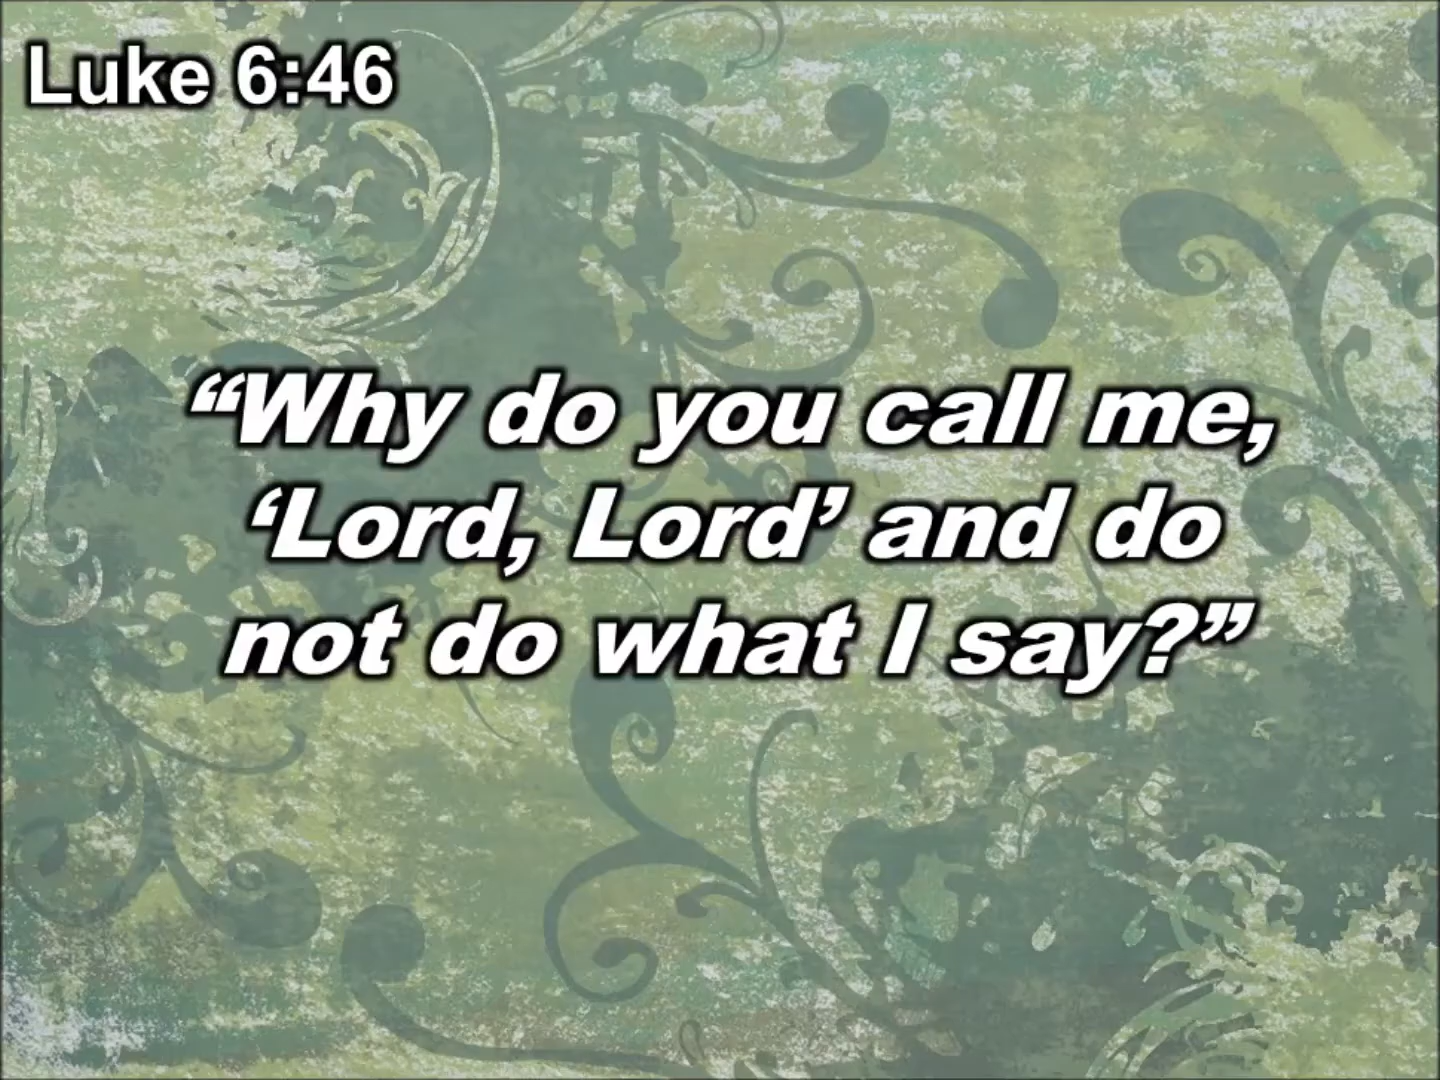 Luke 6:46
“Why do you call me,
‘Lord, Lord’ and do
not do what I say?”